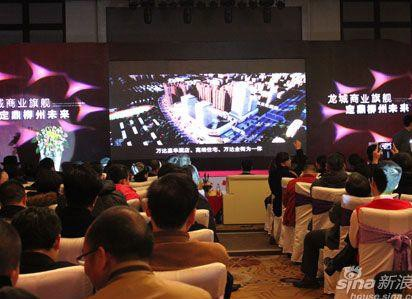 龙城商业旗舰
定鼎柳州未来
万达嘉华酒店、高端住宅、万达金街为一体
龙城商业旗舰
定鼎柳州未来
sina新浪
house.sina.com